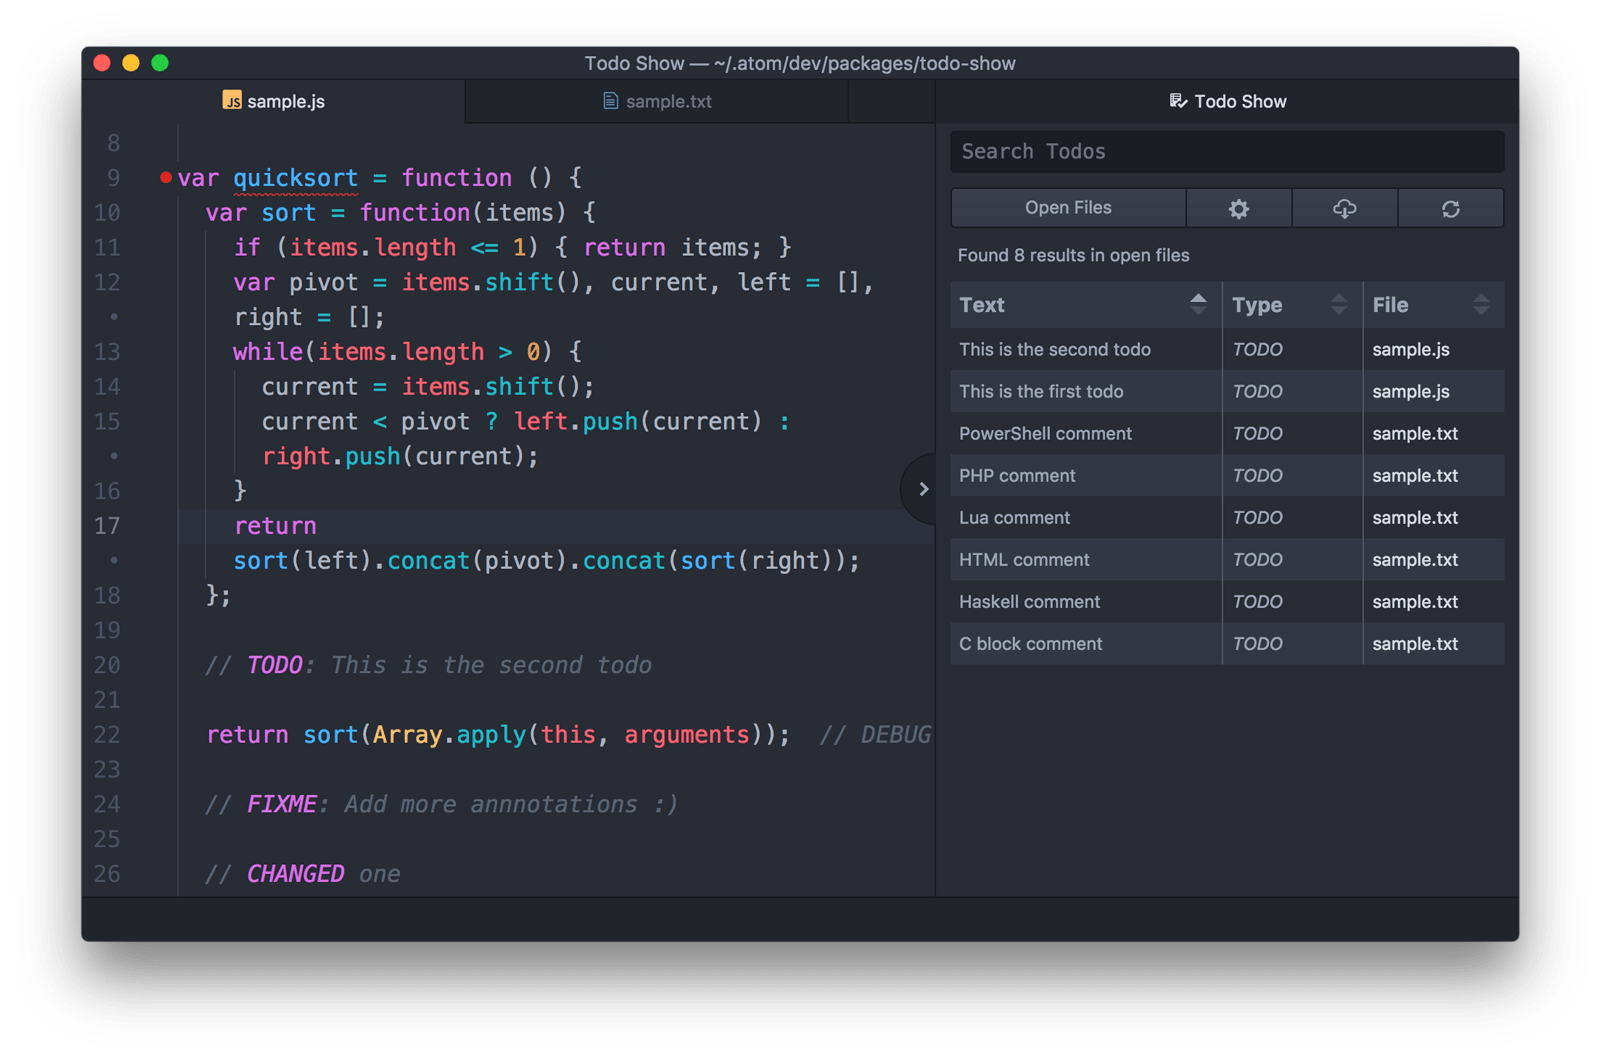 Todo Show — ~/.atom/dev/packages/todo-show
JS sample.js
sample.txt
Todo Show
8
9 var quicksort = function () {
10 var sort = function(items) {
11 if (items.length <= 1) { return items; }
12 var pivot = items.shift(), current, left = [],
• right = [];
13 while(items.length > 0) {
14 current = items.shift();
15 current < pivot ? left.push(current) :
• right.push(current);
16 }
17 return
• sort(left).concat(pivot).concat(sort(right));
18 };
19
20 // TODO: This is the second todo
21
22 return sort(Array.apply(this, arguments)); // DEBUG
23
24 // FIXME: Add more annnotations :)
25
26 // CHANGED one
Search Todos
Open Files
Found 8 results in open files
Text Type File
This is the second todo TODO sample.js
This is the first todo TODO sample.js
PowerShell comment TODO sample.txt
PHP comment TODO sample.txt
Lua comment TODO sample.txt
HTML comment TODO sample.txt
Haskell comment TODO sample.txt
C block comment TODO sample.txt